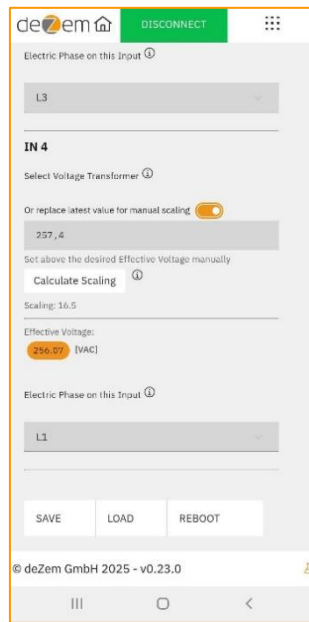 deZem DISCONNECT
Electric Phase on this Input
L3
IN 4
Select Voltage Transformer
Or replace latest value for manual scaling
257,4
Set above the desired Effective Voltage manually
Calculate Scaling
Scaling: 16.5
Effective Voltage:
256.07 [VAC]
Electric Phase on this Input
L1
SAVE LOAD REBOOT
© deZem GmbH 2025 - v0.23.0